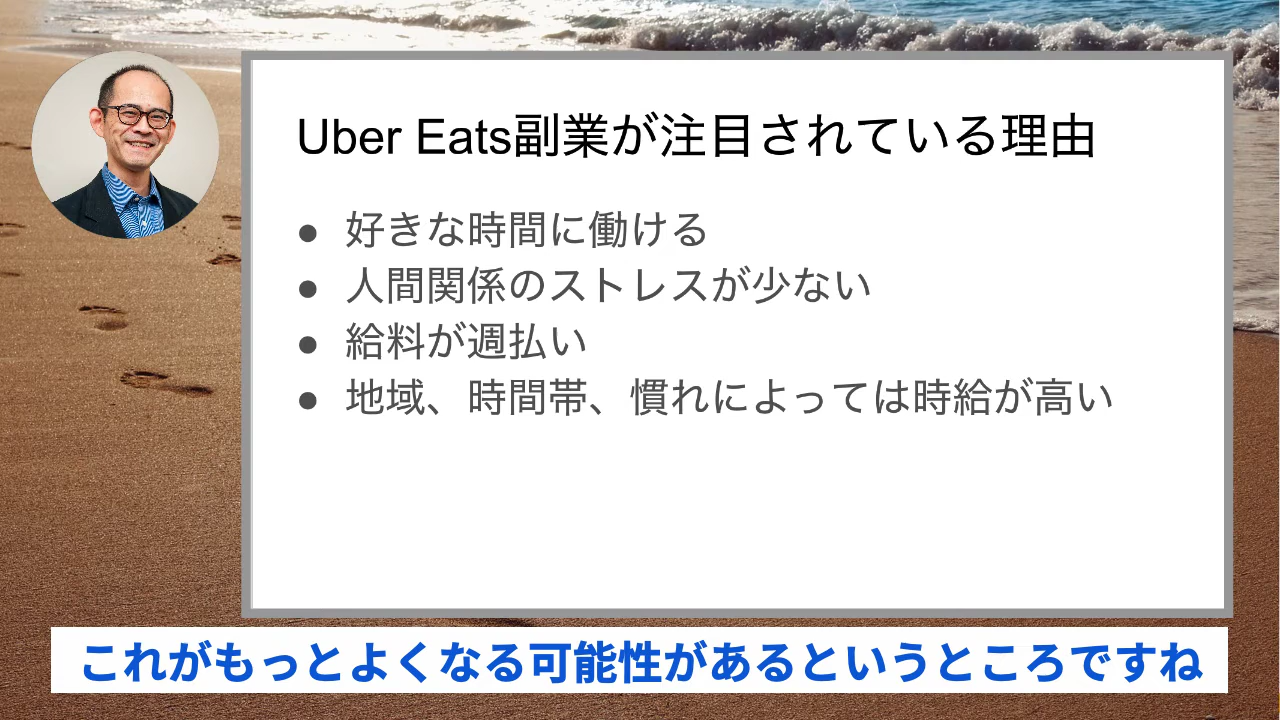 Uber Eats副業が注目されている理由
● 好きな時間に働ける
● 人間関係のストレスが少ない
● 給料が週払い
● 地域、時間帯、慣れによっては時給が高い
これがもっとよくなる可能性があるというところですね